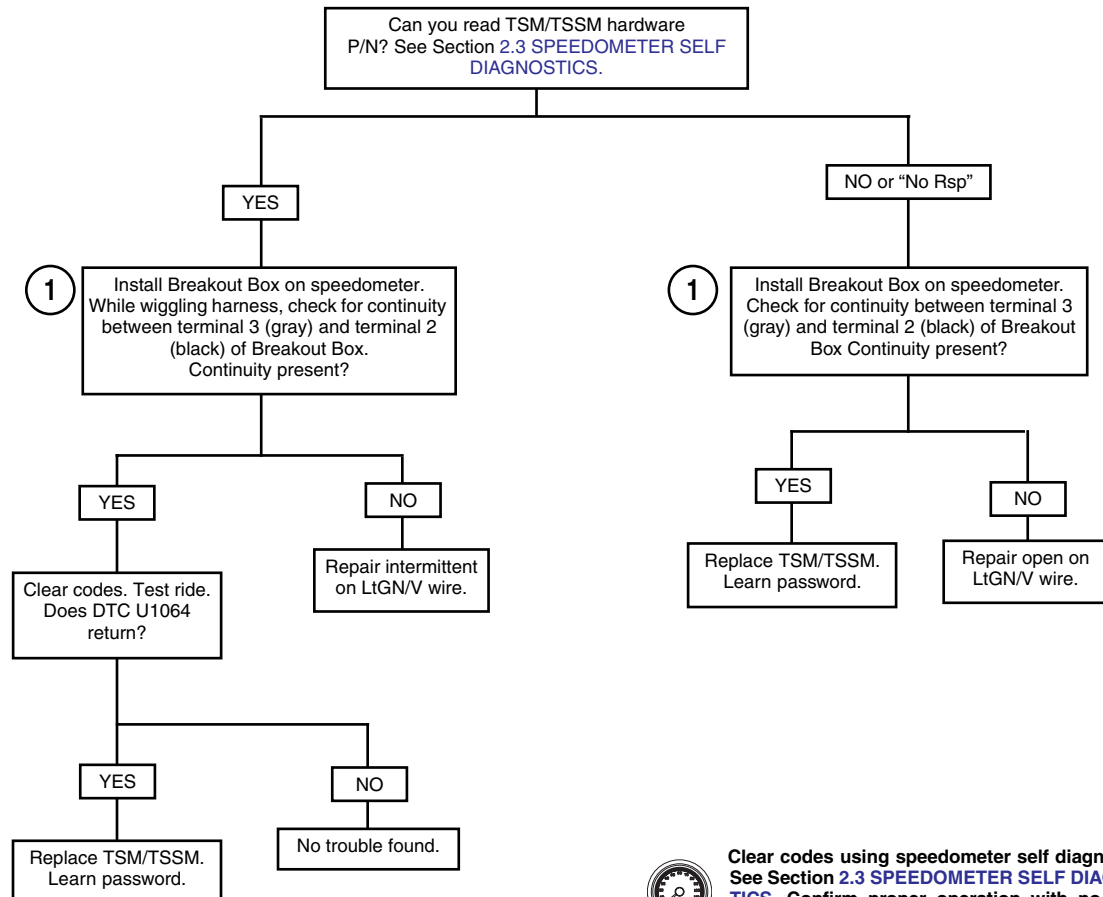 Can you read TSM/TSSM hardware
P/N? See Section 2.3 SPEEDOMETER SELF
DIAGNOSTICS.
YES
NO or “No Rsp”
1
Install Breakout Box on speedometer.
While wiggling harness, check for continuity
between terminal 3 (gray) and terminal 2
(black) of Breakout Box.
Continuity present?
1
Install Breakout Box on speedometer.
Check for continuity between terminal 3
(gray) and terminal 2 (black) of Breakout
Box Continuity present?
YES
NO
YES
NO
Clear codes. Test ride.
Does DTC U1064
return?
Repair intermittent
on LtGN/V wire.
Replace TSM/TSSM.
Learn password.
Repair open on
LtGN/V wire.
YES
NO
Replace TSM/TSSM.
Learn password.
No trouble found.
Clear codes using speedometer self
See Section 2.3 SPEEDOMETER SELF
Confirm proper operation with